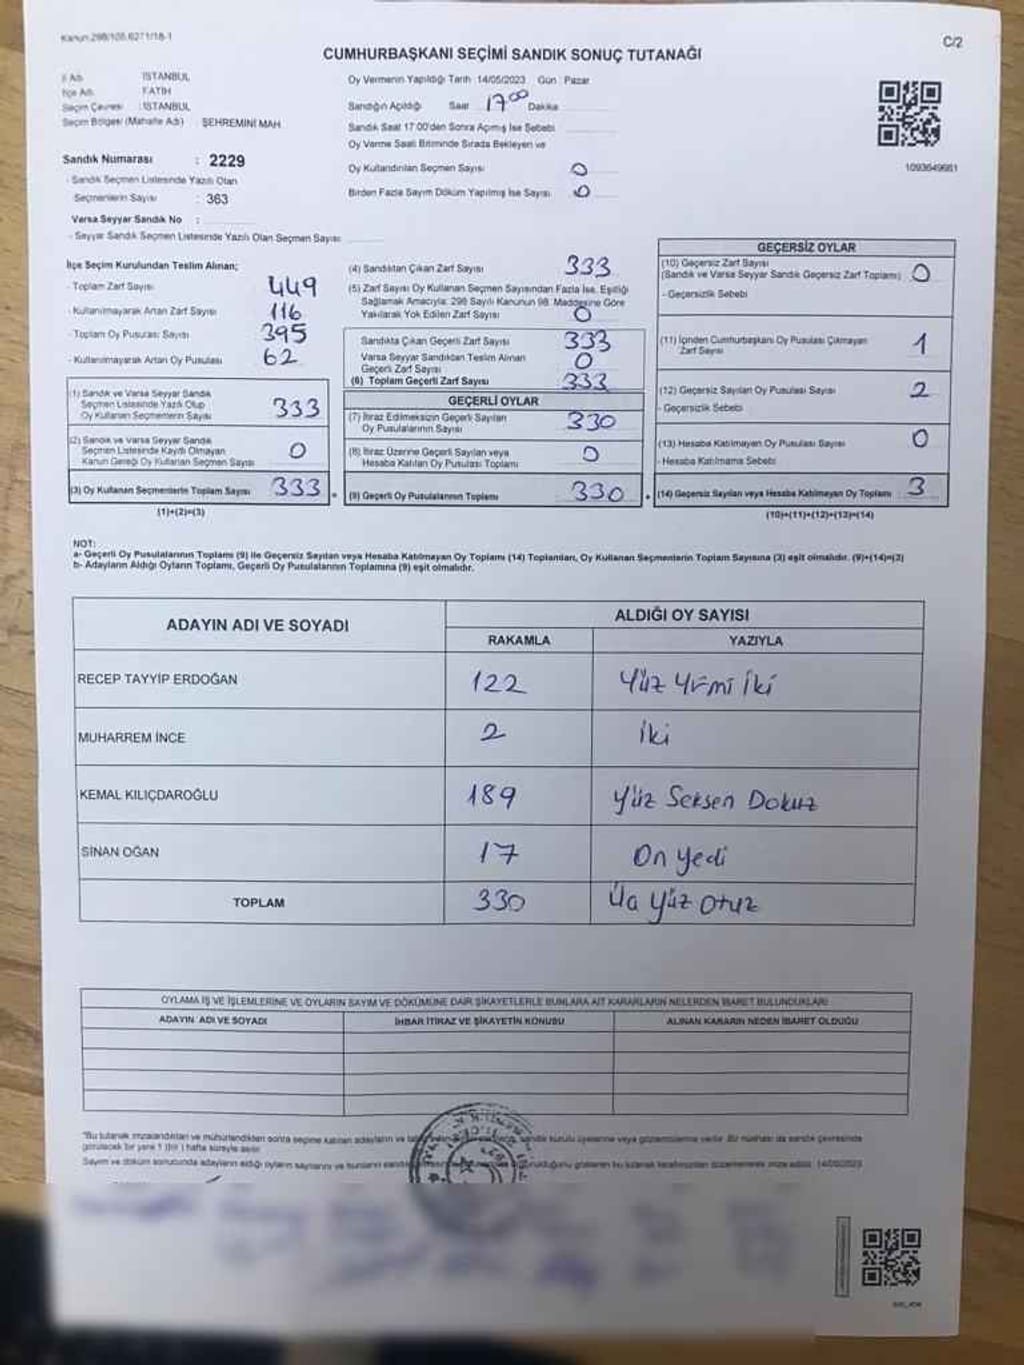 Kanun:298/105.6271/18-1
C/2
CUMHURBAŞKANI SEÇİMİ SANDIK SONUÇ TUTANAĞI
İl Adı : İSTANBUL
İlçe Adı : FATİH
Seçim Çevresi : İSTANBUL
Seçim Bölgesi (Mahalle Adı) : ŞEHREMİNİ MAH
Sandık Numarası : 2229
- Sandık Seçmen Listesinde Yazılı Olan
Seçmenlerin Sayısı : 363
Varsa Seyyar Sandık No :
- Seyyar Sandık Seçmen Listesinde Yazılı Olan Seçmen Sayısı
Oy Vermenin Yapıldığı Tarih :14/05/2023 Gün : Pazar
Sandığın Açıldığı Saat 17 00 Dakika
Sandık Saat 17:00'den Sonra Açılmış İse Sebebi
Oy Verme Saati Bitiminde Sırada Bekleyen ve
Oy Kullandırılan Seçmen Sayısı 0
Birden Fazla Sayım Döküm Yapılmış İse Sayısı 0
1093649661
İlçe Seçim Kurulundan Teslim Alınan;
- Toplam Zarf Sayısı 449
- Kullanılmayarak Artan Zarf Sayısı 116
- Toplam Oy Pusulası Sayısı 395
- Kullanılmayarak Artan Oy Pusulası 62
(1) Sandık ve Varsa Seyyar Sandık
Seçmen Listesinde Yazılı Olup
Oy Kullanan Seçmenlerin Sayısı 333
(2) Sandık ve Varsa Seyyar Sandık
Seçmen Listesinde Kayıtlı Olmayan
Kanun Gereği Oy Kullanan Seçmen Sayısı 0
(3) Oy Kullanan Seçmenlerin Toplam Sayısı 333
(1)+(2)=(3)
(4) Sandıktan Çıkan Zarf Sayısı 333
(5) Zarf Sayısı Oy Kullanan Seçmen Sayısından Fazla İse, Eşitliği
Sağlamak Amacıyla; 298 Sayılı Kanunun 98. Maddesine Göre
Yakılarak Yok Edilen Zarf Sayısı 0
Sandıkta Çıkan Geçerli Zarf Sayısı 333
Varsa Seyyar Sandıktan Teslim Alınan
Geçerli Zarf Sayısı 0
(6) Toplam Geçerli Zarf Sayısı 333
GEÇERLİ OYLAR
(7) İtiraz Edilmeksizin Geçerli Sayılan
Oy Pusulalarının Sayısı 330
(8) İtiraz Üzerine Geçerli Sayılan veya
Hesaba Katılan Oy Pusulası Toplamı 0
(9) Geçerli Oy Pusulalarının Toplamı 330
GEÇERSİZ OYLAR
(10) Geçersiz Zarf Sayısı
(Sandık ve Varsa Seyyar Sandık Geçersiz Zarf Toplamı) 0
- Geçersizlik Sebebi
(11) İçinden Cumhurbaşkanı Oy Pusulası Çıkmayan
Zarf Sayısı 1
(12) Geçersiz Sayılan Oy Pusulası Sayısı 2
- Geçersizlik Sebebi
(13) Hesaba Katılmayan Oy Pusulası Sayısı 0
- Hesaba Katılmama Sebebi
(14) Geçersiz Sayılan veya Hesaba Katılmayan Oy Toplamı 3
(10)+(11)+(12)+(13)=(14)
NOT:
a- Geçerli Oy Pusulalarının Toplamı (9) ile Geçersiz Sayılan veya Hesaba Katılmayan Oy Toplamı (14) Toplamları, Oy Kullanan Seçmenlerin Toplam Sayısına (3) eşit olmalıdır. (9)+(14)=(3)
b- Adayların Aldığı Oyların Toplamı, Geçerli Oy Pusulalarının Toplamına (9) eşit olmalıdır.
ADAYIN ADI VE SOYADI
ALDIĞI OY SAYISI
RAKAMLA YAZIYLA
RECEP TAYYİP ERDOĞAN 122 Yüz Yirmi İki
MUHARREM İNCE 2 İki
KEMAL KILIÇDAROĞLU 189 Yüz Seksen Dokuz
SİNAN OĞAN 17 On yedi
TOPLAM 330 Üç yüz otuz
OYLAMA İŞ VE İŞLEMLERİNE VE OYLARIN SAYIM VE DÖKÜMÜNE DAİR ŞİKAYETLERLE BUNLARA AİT KARARLARIN NELERDEN İBARET BULUNDUKLARI
ADAYIN ADI VE SOYADI İHBAR İTİRAZ VE ŞİKAYETİN KONUSU ALINAN KARARIN NEDEN İBARET OLDUĞU
"Bu tutanak imzalandıktan ve mühürlendikten sonra seçime katılan adayların ve sandık kurulu üyelerine veya gözlemcilerine verilir. Bir nüshası da sandık çevresinde
görülecek bir yere 1 (bir) hafta süreyle asılır.
Sayım ve döküm sonucunda adayların aldığı oyların sayılarını ve bunların gösteren bu tutanak tarafımızdan düzenlenerek imza edildi. 14/05/2023